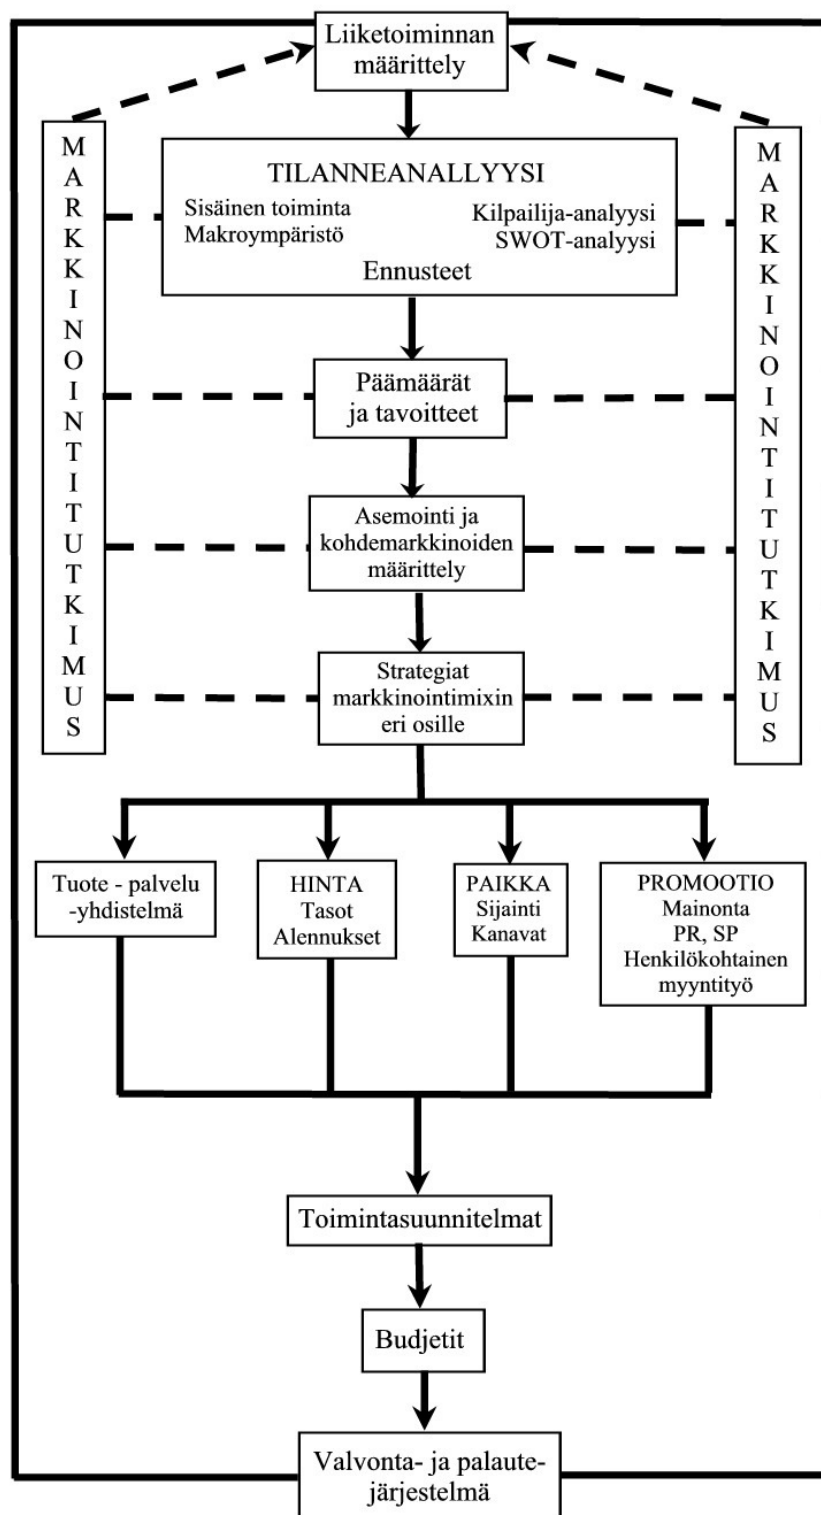 Liiketoiminnan
määrittely
MARKKINOINTITUTKIMUS
MARKKINOINTITUTKIMUS
TILANNEANALLYYSI
Sisäinen toiminta
Makroympäristö
Kilpailija-analyysi
SWOT-analyysi
Ennusteet
Päämäärät
ja tavoitteet
Asemointi ja
kohdemarkkinoiden
määrittely
Strategiat
markkinointimixin
eri osille
Tuote - palvelu
-yhdistelmä
HINTA
Tasot
Alennukset
PAIKKA
Sijainti
Kanavat
PROMOOTIO
Mainonta
PR, SP
Henkilökohtainen
myyntityö
Toimintasuunnitelmat
Budjetit
Valvonta- ja palaute-
järjestelmä